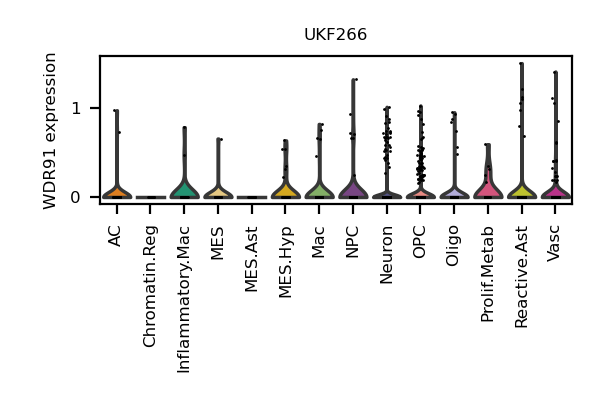 UKF266
WDR91 expression
1
0
AC
Chromatin.Reg
Inflammatory.Mac
MES
MES.Ast
MES.Hyp
Mac
NPC
Neuron
OPC
Oligo
Prolif.Metab
Reactive.Ast
Vasc